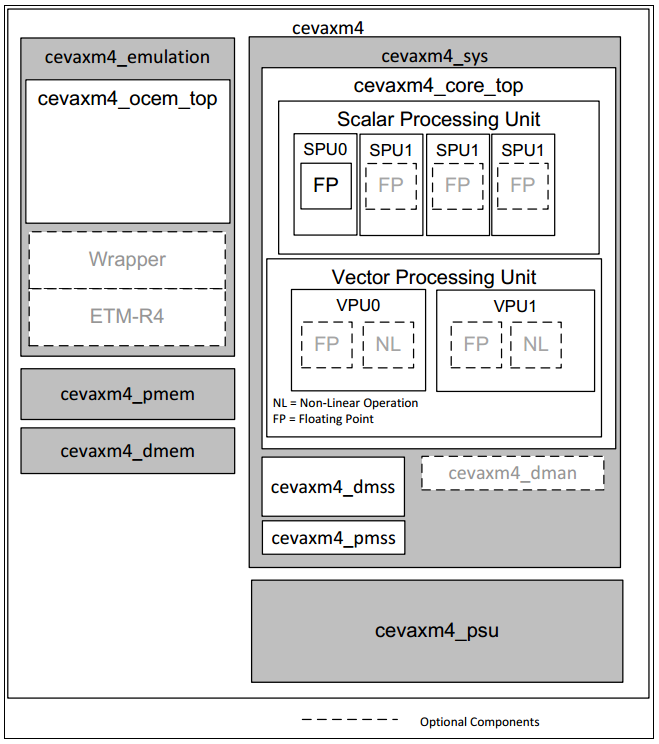 cevaxm4
cevaxm4_emulation
cevaxm4_ocem_top
Wrapper
ETM-R4
cevaxm4_pmem
cevaxm4_dmem
cevaxm4_sys
cevaxm4_core_top
Scalar Processing Unit
SPU0 SPU1 SPU1 SPU1
FP FP FP FP
Vector Processing Unit
VPU0 VPU1
FP NL FP NL
NL = Non-Linear Operation
FP = Floating Point
cevaxm4_dmss
cevaxm4_dman
cevaxm4_pmss
cevaxm4_psu
Optional Components